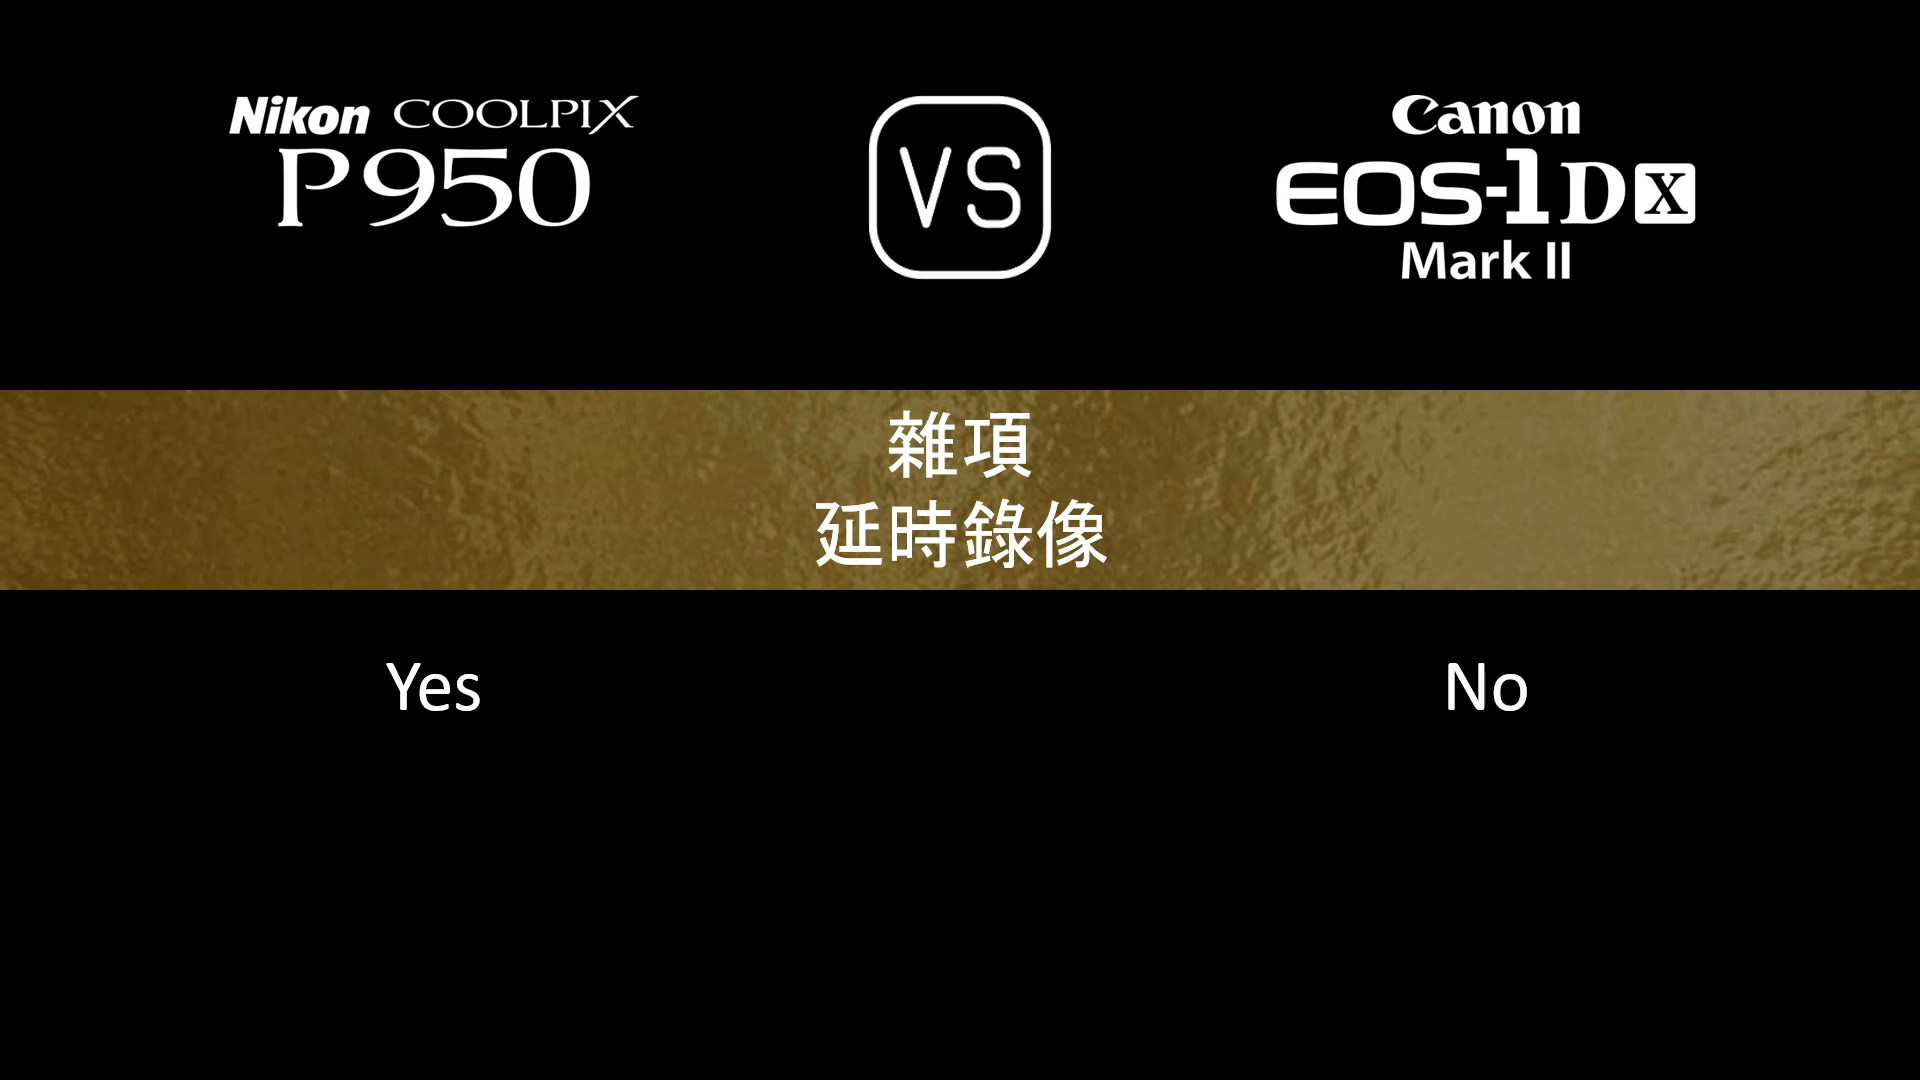 Nikon COOLPIX
P950
VS
Canon
EOS-1D X
Mark II
雜項
延時錄像
Yes
No